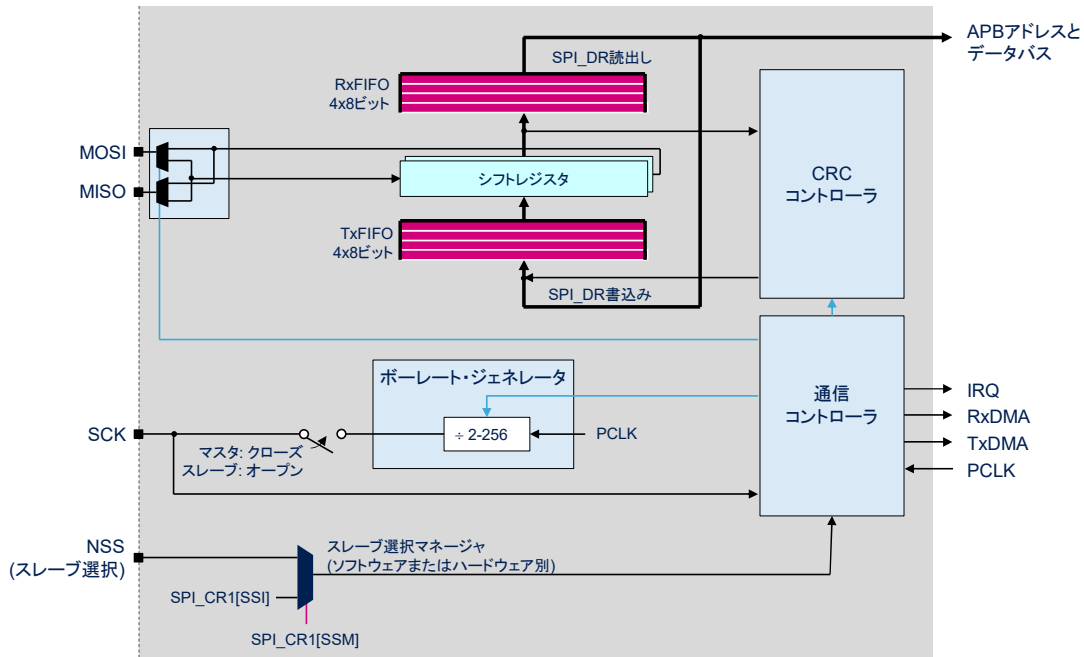 APBアドレスと
データバス
SPI_DR読出し
RxFIFO
4x8ビット
MOSI
MISO
シフトレジスタ
CRC
コントローラ
TxFIFO
4x8ビット
SPI_DR書込み
ボーレート・ジェネレータ
÷ 2-256
PCLK
SCK
マスタ: クローズ
スレーブ: オープン
通信
コントローラ
IRQ
RxDMA
TxDMA
PCLK
NSS
(スレーブ選択)
スレーブ選択マネージャ
(ソフトウェアまたはハードウェア別)
SPI_CR1[SSI]
SPI_CR1[SSM]